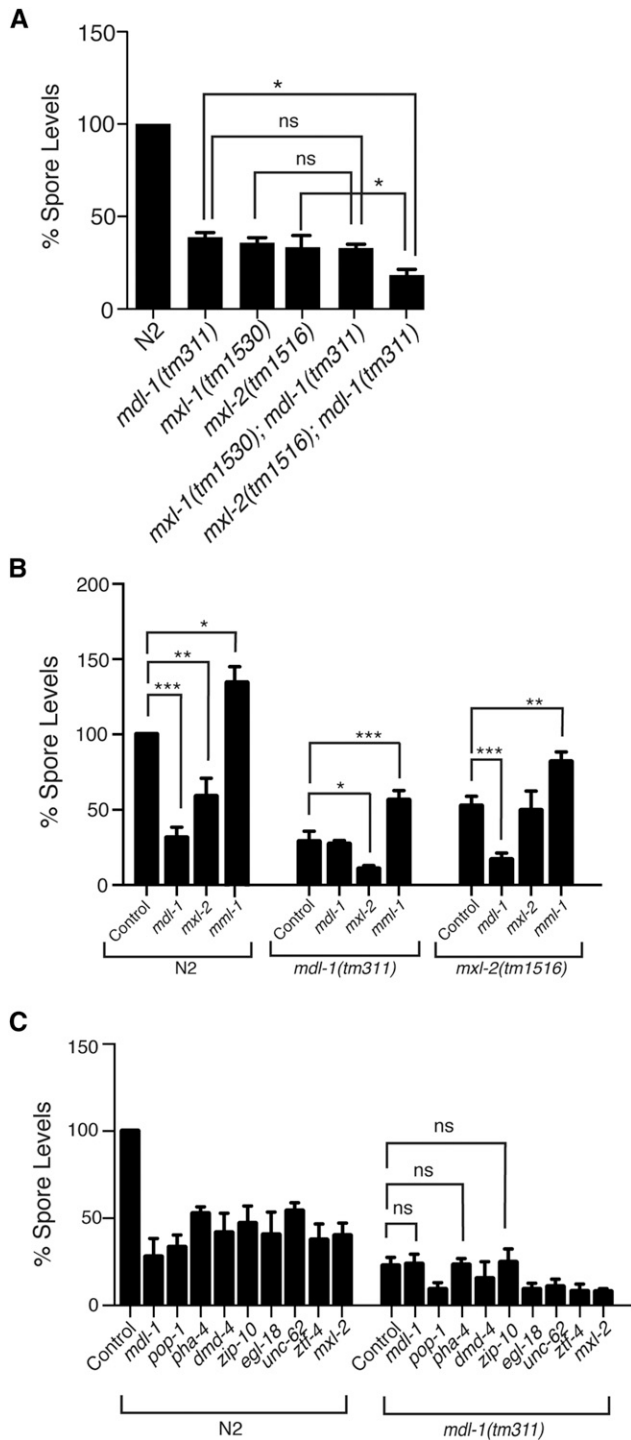 A
150
100
50
0
% Spore Levels
*
ns
ns
*
N2
mdl-1(tm311)
mxl-1(tm1530)
mxl-2(tm1516)
mxl-1(tm1530); mdl-1(tm311)
mxl-2(tm1516); mdl-1(tm311)
B
200
150
100
50
0
% Spore Levels
*
**
***
***
*
**
***
Control
mdl-1
mxl-2
mml-1
Control
mdl-1
mxl-2
mml-1
Control
mdl-1
mxl-2
mml-1
N2
mdl-1(tm311)
mxl-2(tm1516)
C
150
100
50
0
% Spore Levels
ns
ns
ns
Control
mdl-1
pop-1
pha-4
dmd-4
zip-10
egl-18
unc-62
ztf-4
mxl-2
Control
mdl-1
pop-1
pha-4
dmd-4
zip-10
egl-18
unc-62
ztf-4
mxl-2
N2
mdl-1(tm311)